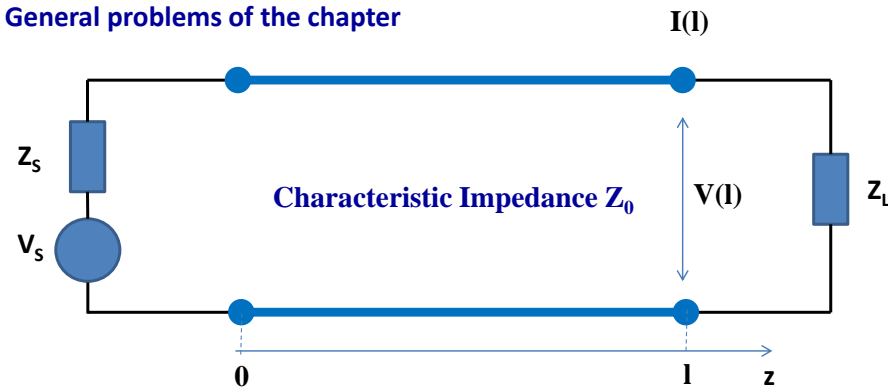 General problems of the chapter
I(l)
Z_S
Characteristic Impedance Z_0
V(l)
Z_L
V_S
0
l
z